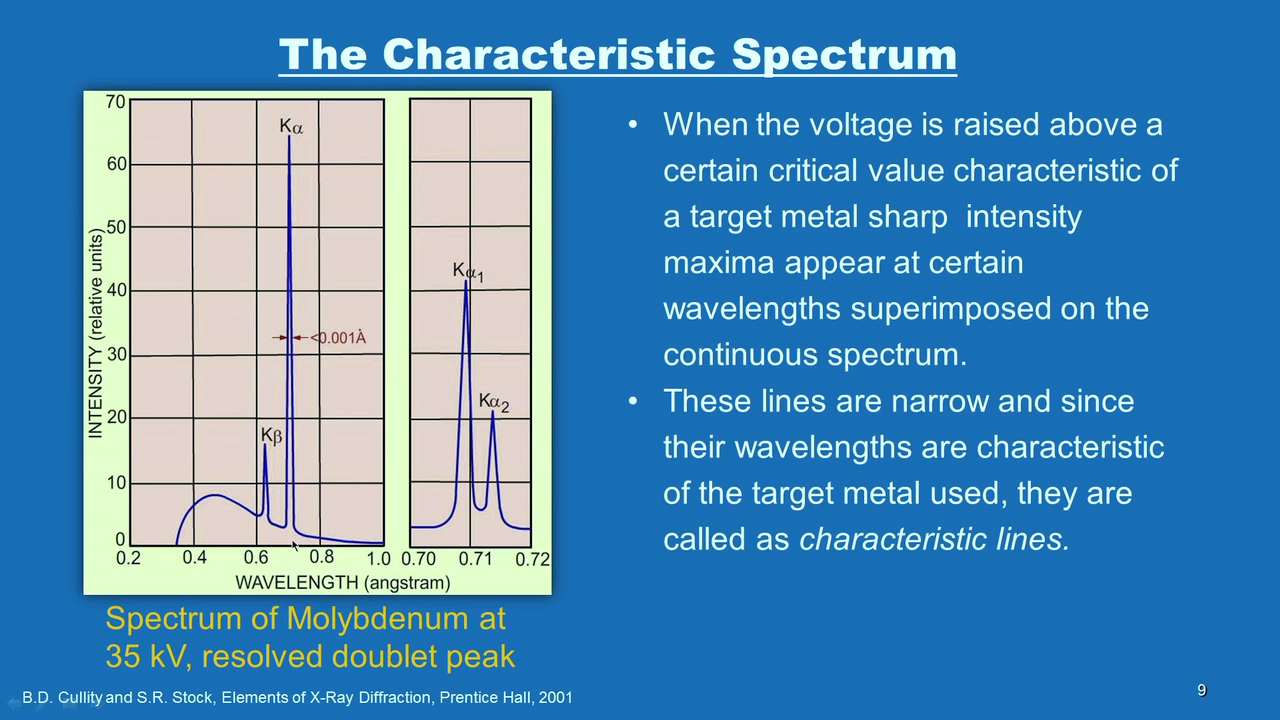 The Characteristic Spectrum
70
60
50
40
30
20
10
0
INTENSITY (relative units)
Kα
Kβ
<0.001Å
Kα1
Kα2
0.2 0.4 0.6 0.8 1.0 0.70 0.71 0.72
WAVELENGTH (angstram)
Spectrum of Molybdenum at
35 kV, resolved doublet peak
• When the voltage is raised above a
certain critical value characteristic of
a target metal sharp  intensity
maxima appear at certain
wavelengths superimposed on the
continuous spectrum.
• These lines are narrow and since
their wavelengths are characteristic
of the target metal used, they are
called as characteristic lines.
B.D. Cullity and S.R. Stock, Elements of X-Ray Diffraction, Prentice Hall, 2001
9